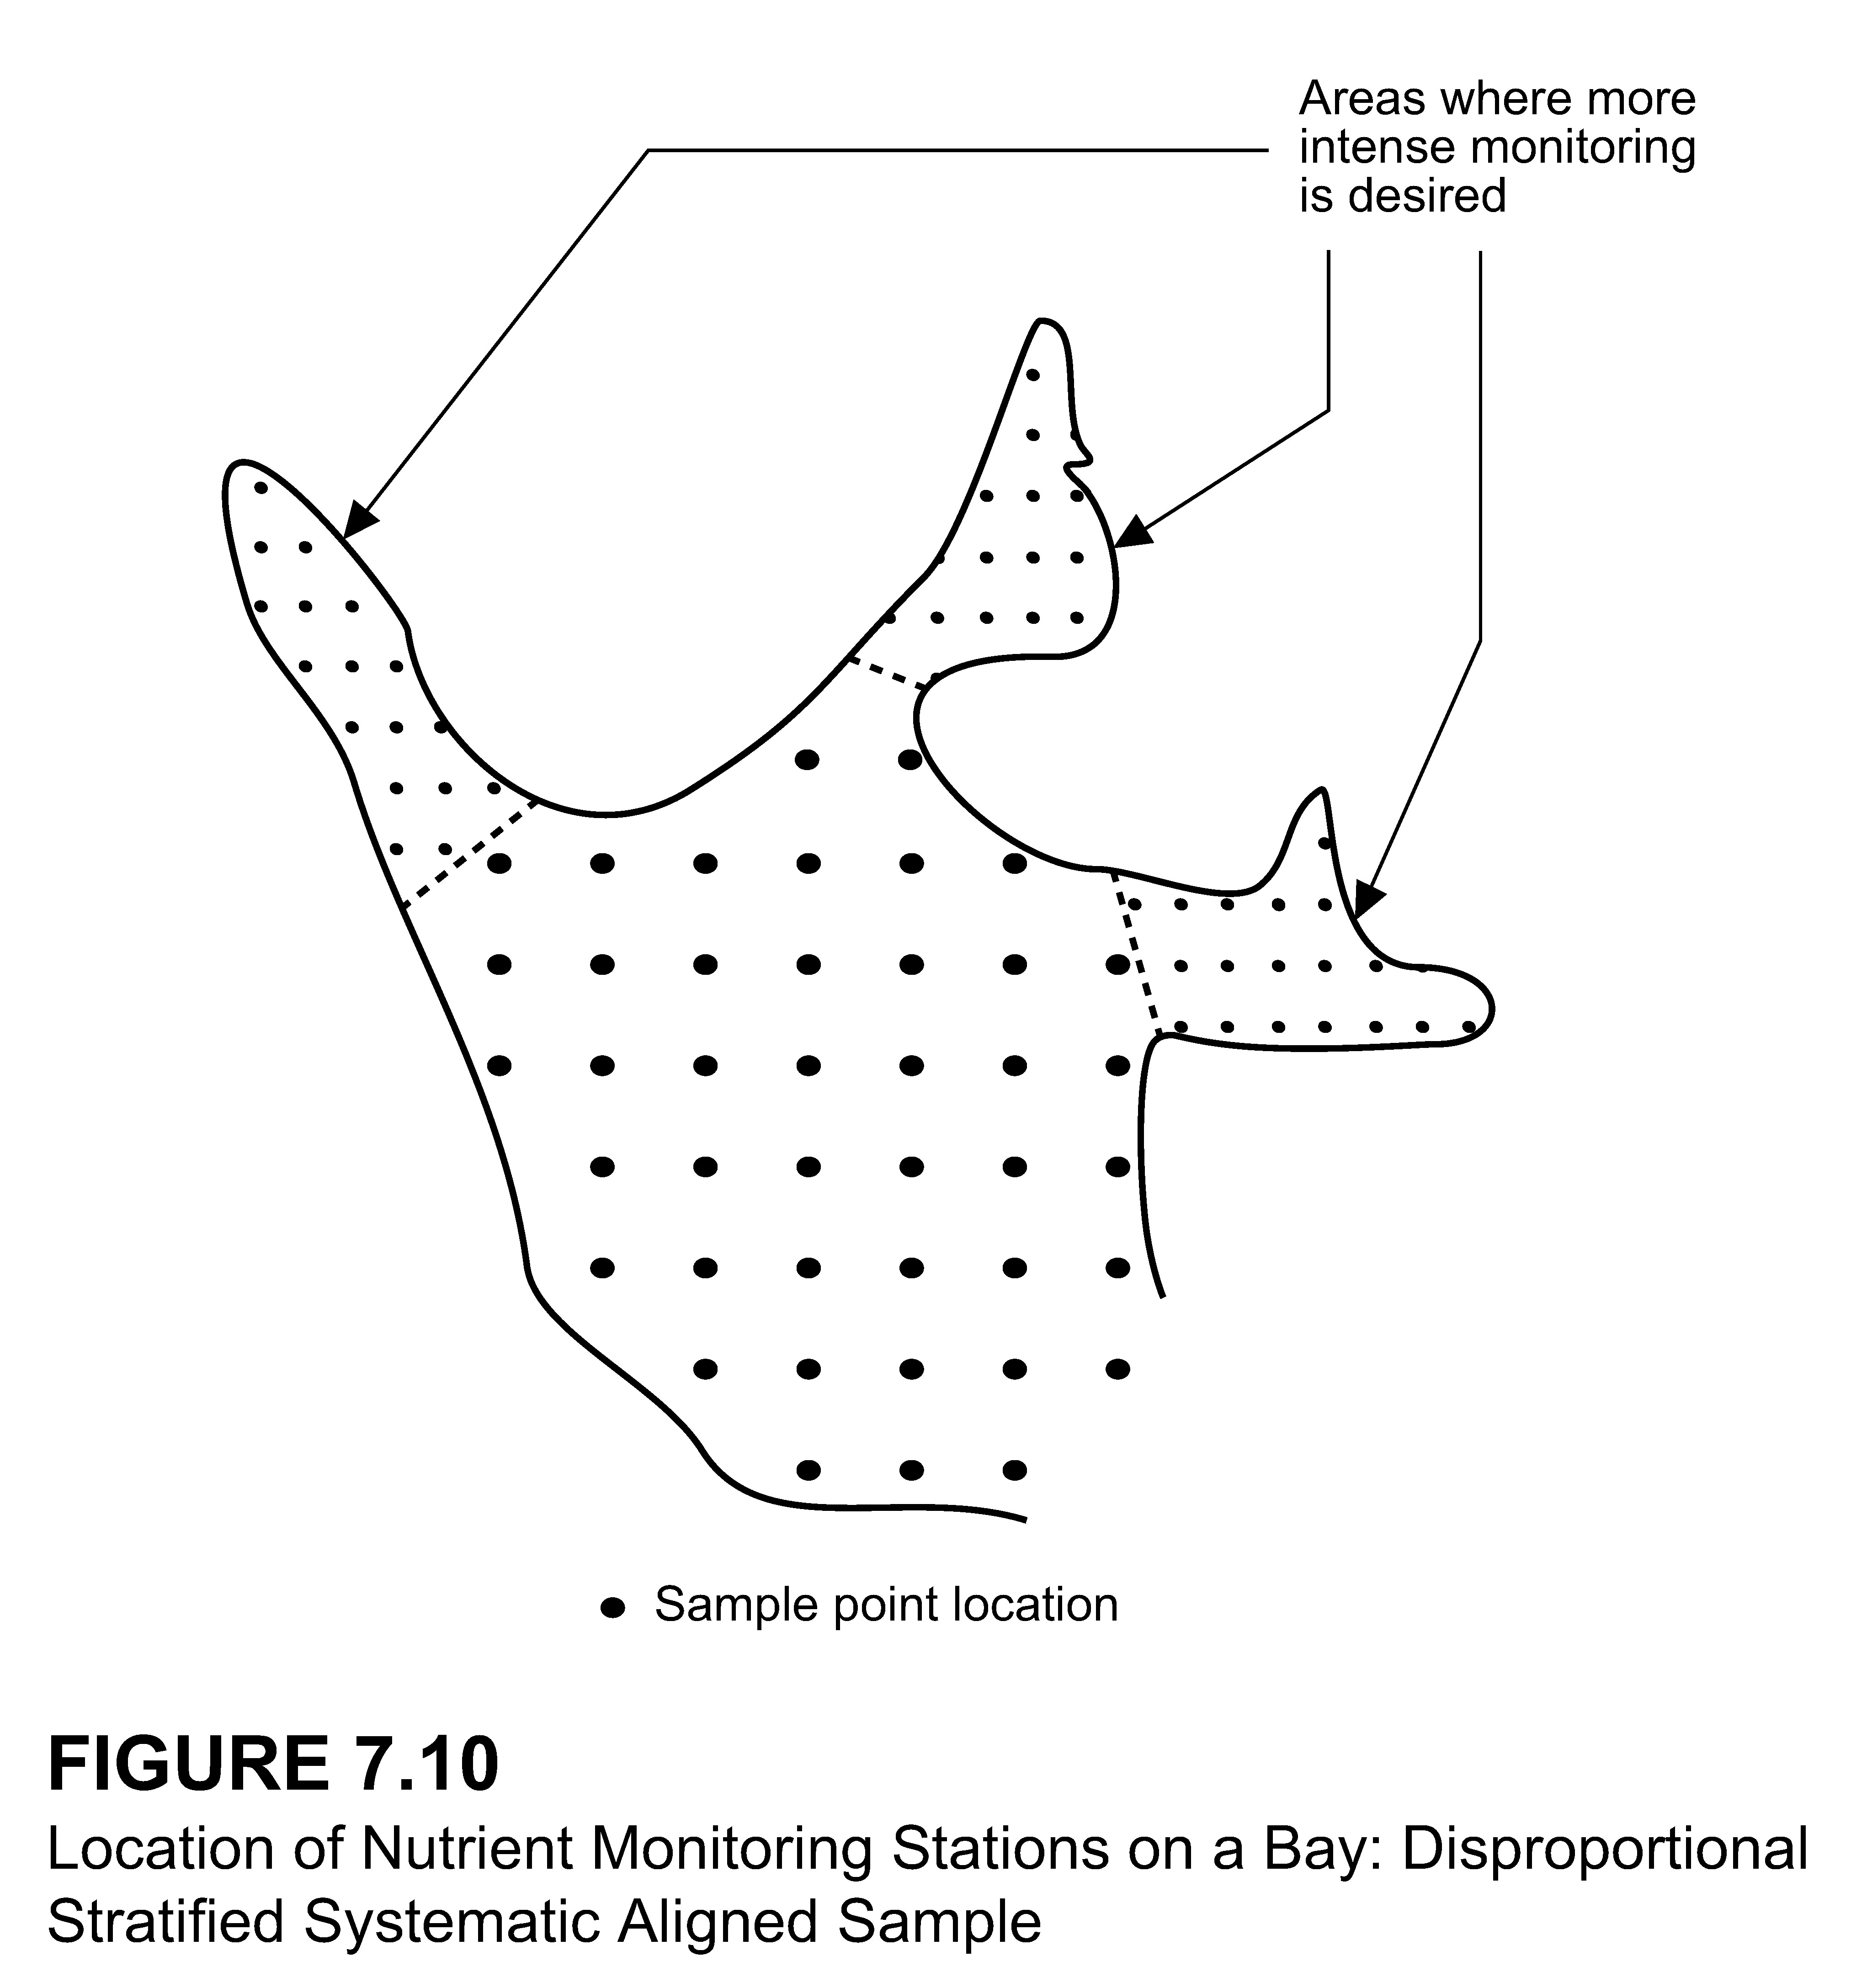 Areas where more
intense monitoring
is desired
Sample point location
FIGURE 7.10
Location of Nutrient Monitoring Stations on a Bay: Disproportional
Stratified Systematic Aligned Sample